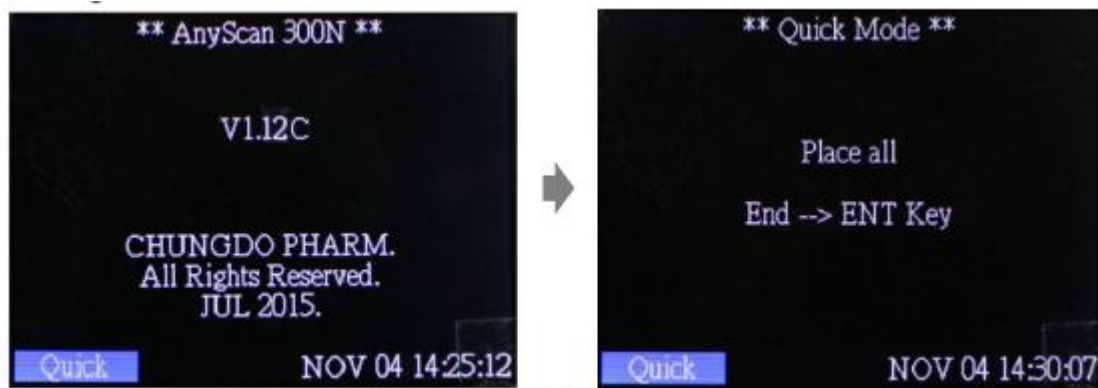 ** AnyScan 300N **
V1.12C
CHUNGDO PHARM.
All Rights Reserved.
JUL 2015.
Quick
NOV 04 14:25:12
** Quick Mode **
Place all
End --> ENT Key
Quick
NOV 04 14:30:07